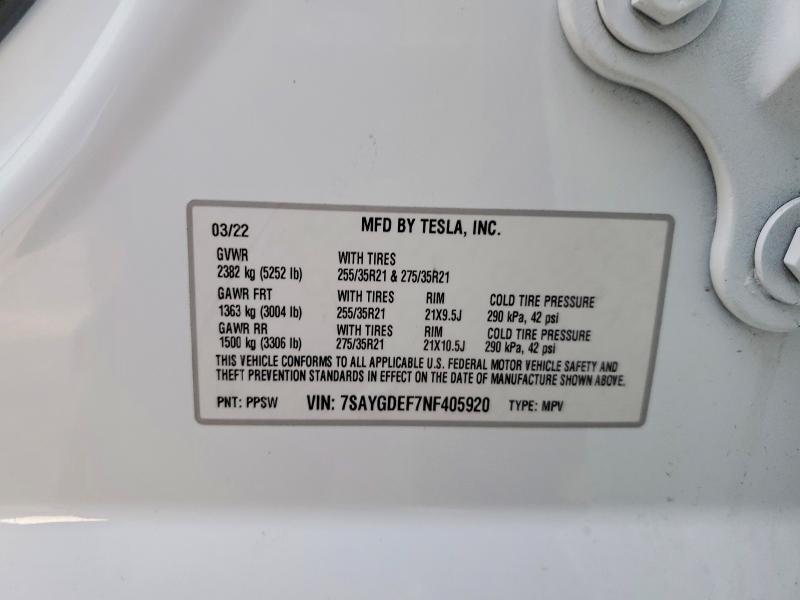 03/22 MFD BY TESLA, INC.
GVWR WITH TIRES
2382 kg (5252 lb) 255/35R21 & 275/35R21
GAWR FRT WITH TIRES RIM COLD TIRE PRESSURE
1363 kg (3004 lb) 255/35R21 21X9.5J 290 kPa, 42 psi
GAWR RR WITH TIRES RIM COLD TIRE PRESSURE
1500 kg (3306 lb) 275/35R21 21X10.5J 290 kPa, 42 psi
THIS VEHICLE CONFORMS TO ALL APPLICABLE U.S. FEDERAL MOTOR VEHICLE SAFETY AND
THEFT PREVENTION STANDARDS IN EFFECT ON THE DATE OF MANUFACTURE SHOWN ABOVE.
PNT: PPSW VIN: 7SAYGDEF7NF405920 TYPE: MPV